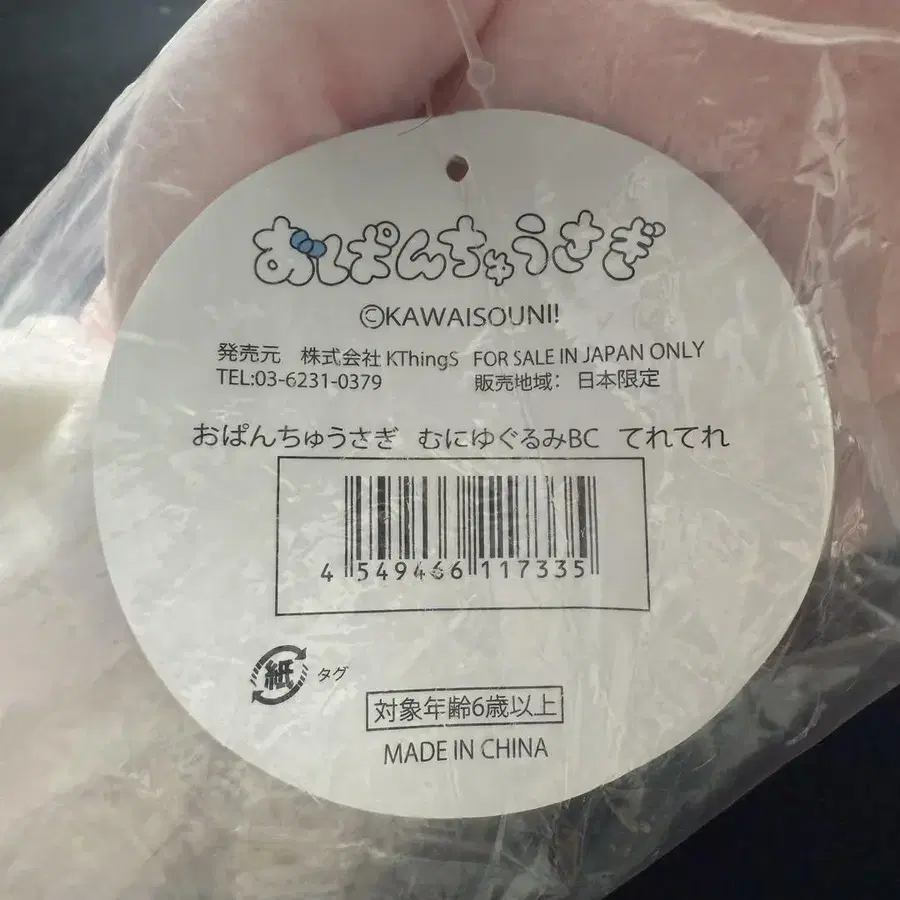 おぱんちゅうさぎ
©KAWAISOUNI!
発売元 株式会社 KThingS FOR SALE IN JAPAN ONLY
TEL:03-6231-0379 販売地域： 日本限定
おぱんちゅうさぎ むにゆぐるみBC てれてれ
4 549466 117335
紙 タグ
対象年齢6歳以上
MADE IN CHINA